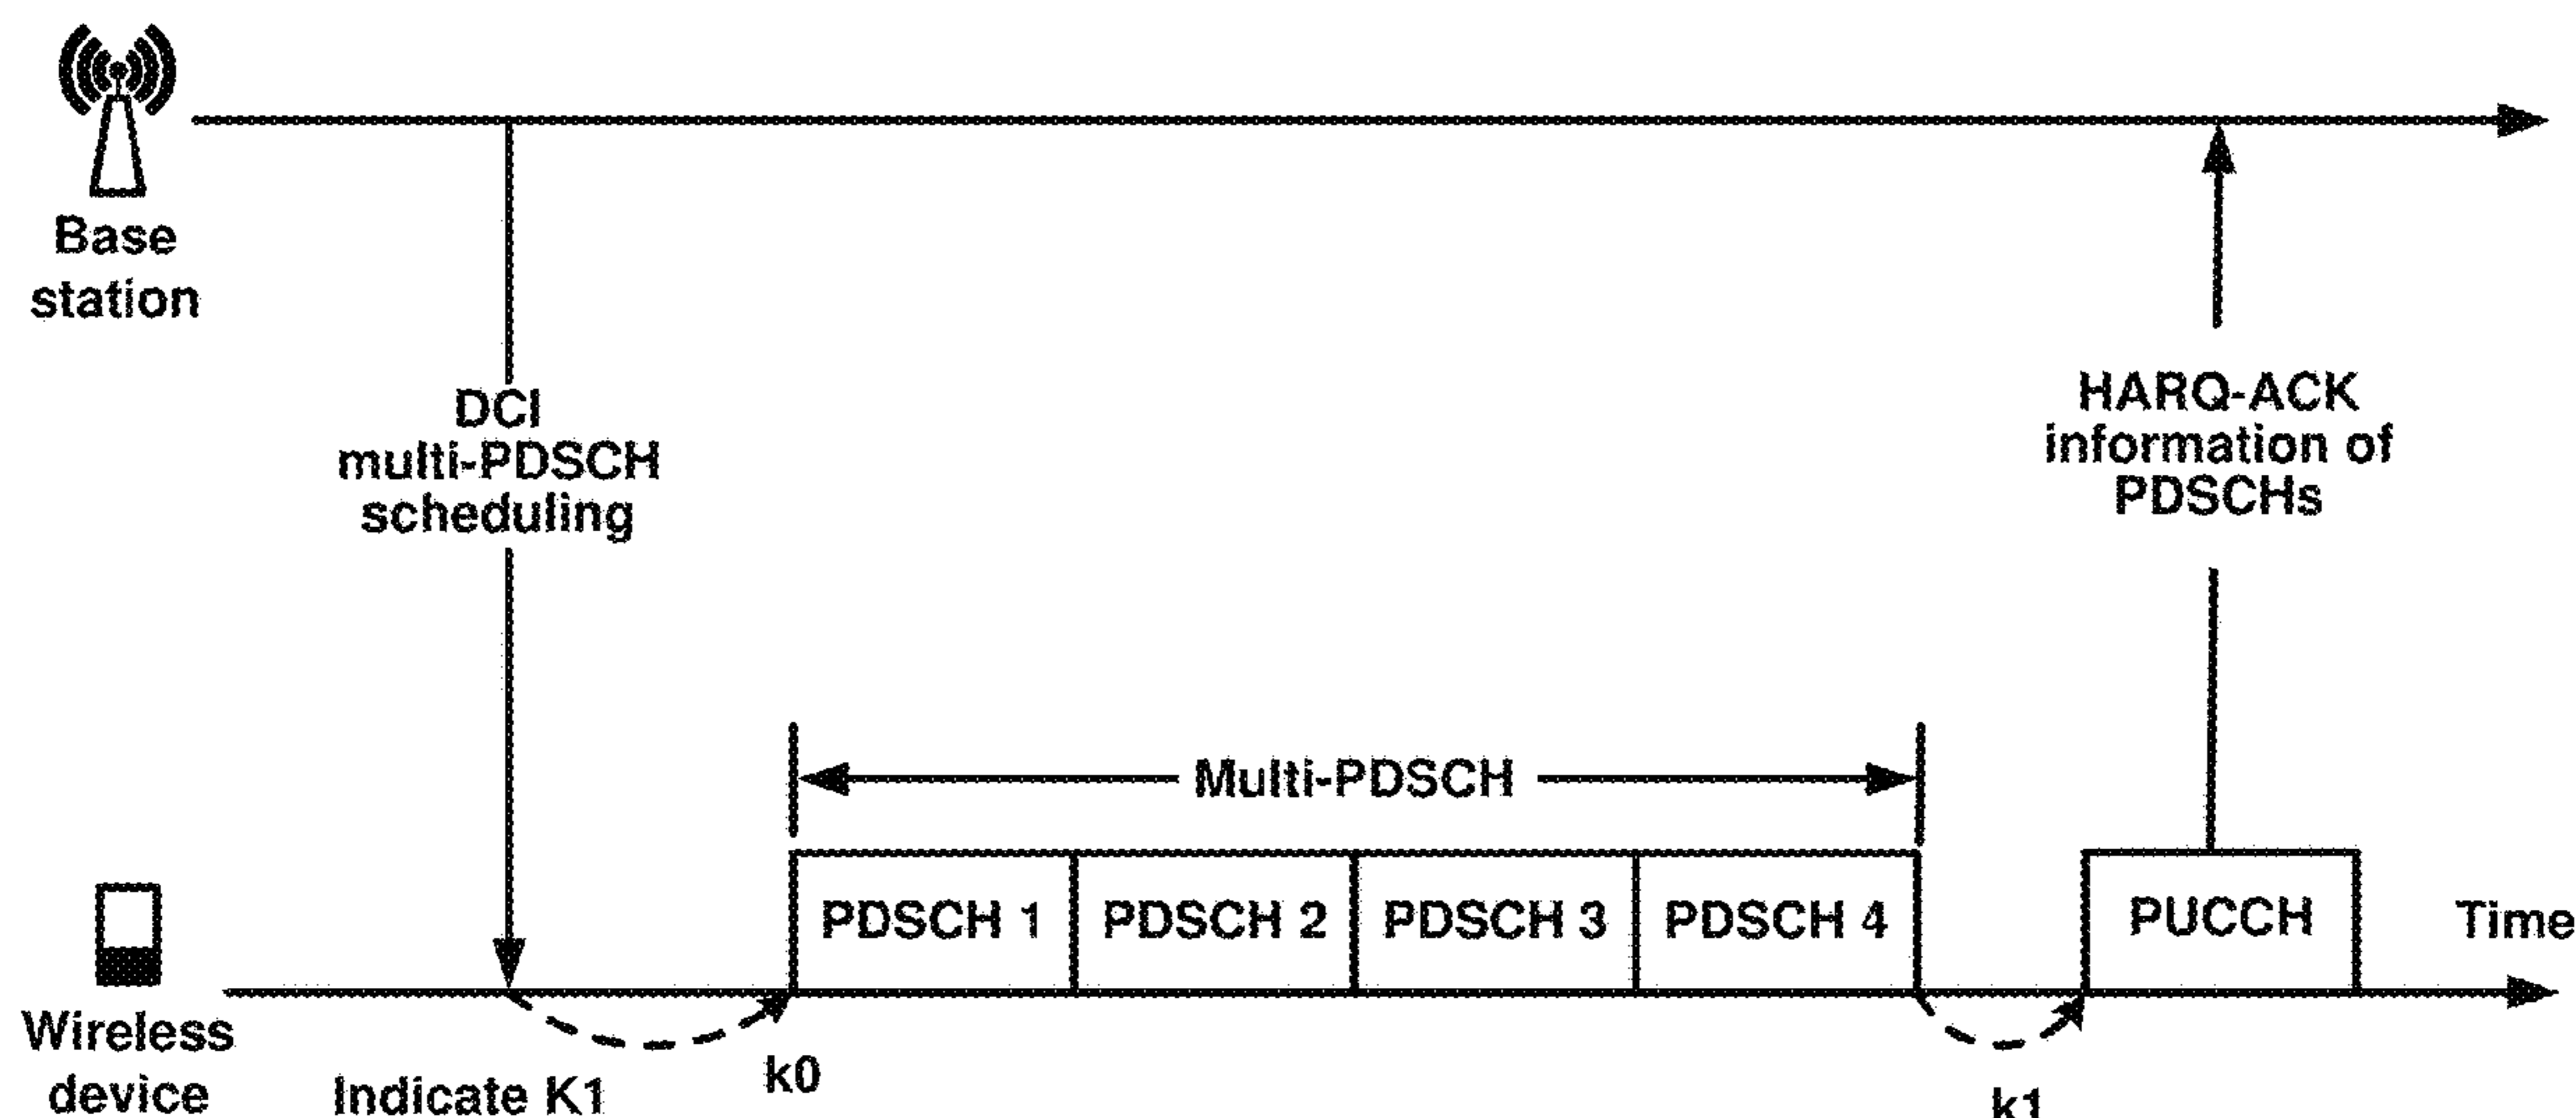 Base
station
DCI
multi-PDSCH
scheduling
HARQ-ACK
information of
PDSCHs
Multi-PDSCH
PDSCH 1
PDSCH 2
PDSCH 3
PDSCH 4
PUCCH
Time
Wireless
device
Indicate K1
k0
k1